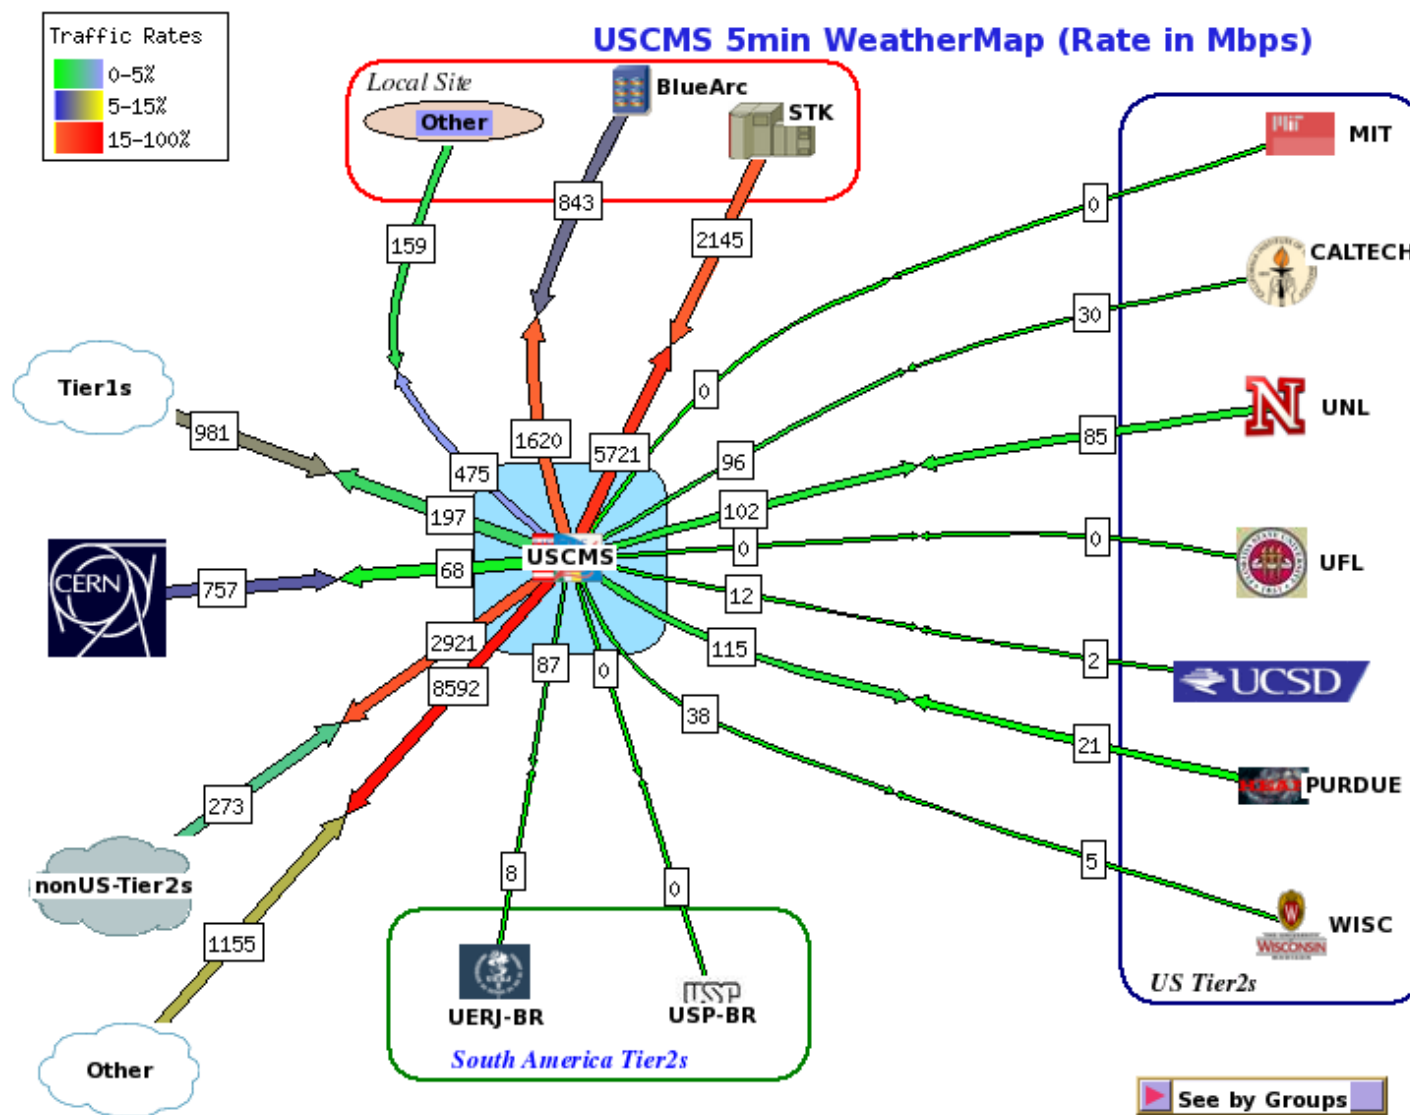 Traffic Rates
0-5%
5-15%
15-100%
USCMS 5min WeatherMap (Rate in Mbps)
Local Site
Other
BlueArc
STK
MIT
MIT
CALTECH
N UNL
UFL
UCSD
PURDUE
W WISC
WISCONSIN
US Tier2s
159
843
2145
0
30
85
0
2
21
5
Tier1s
981
197
475
1620
5721
0
96
102
0
12
115
38
CERN
757
68
USCMS
2921
8592
87
0
273
nonUS-Tier2s
1155
Other
8
0
UERJ-BR
USP
USP-BR
South America Tier2s
See by Groups